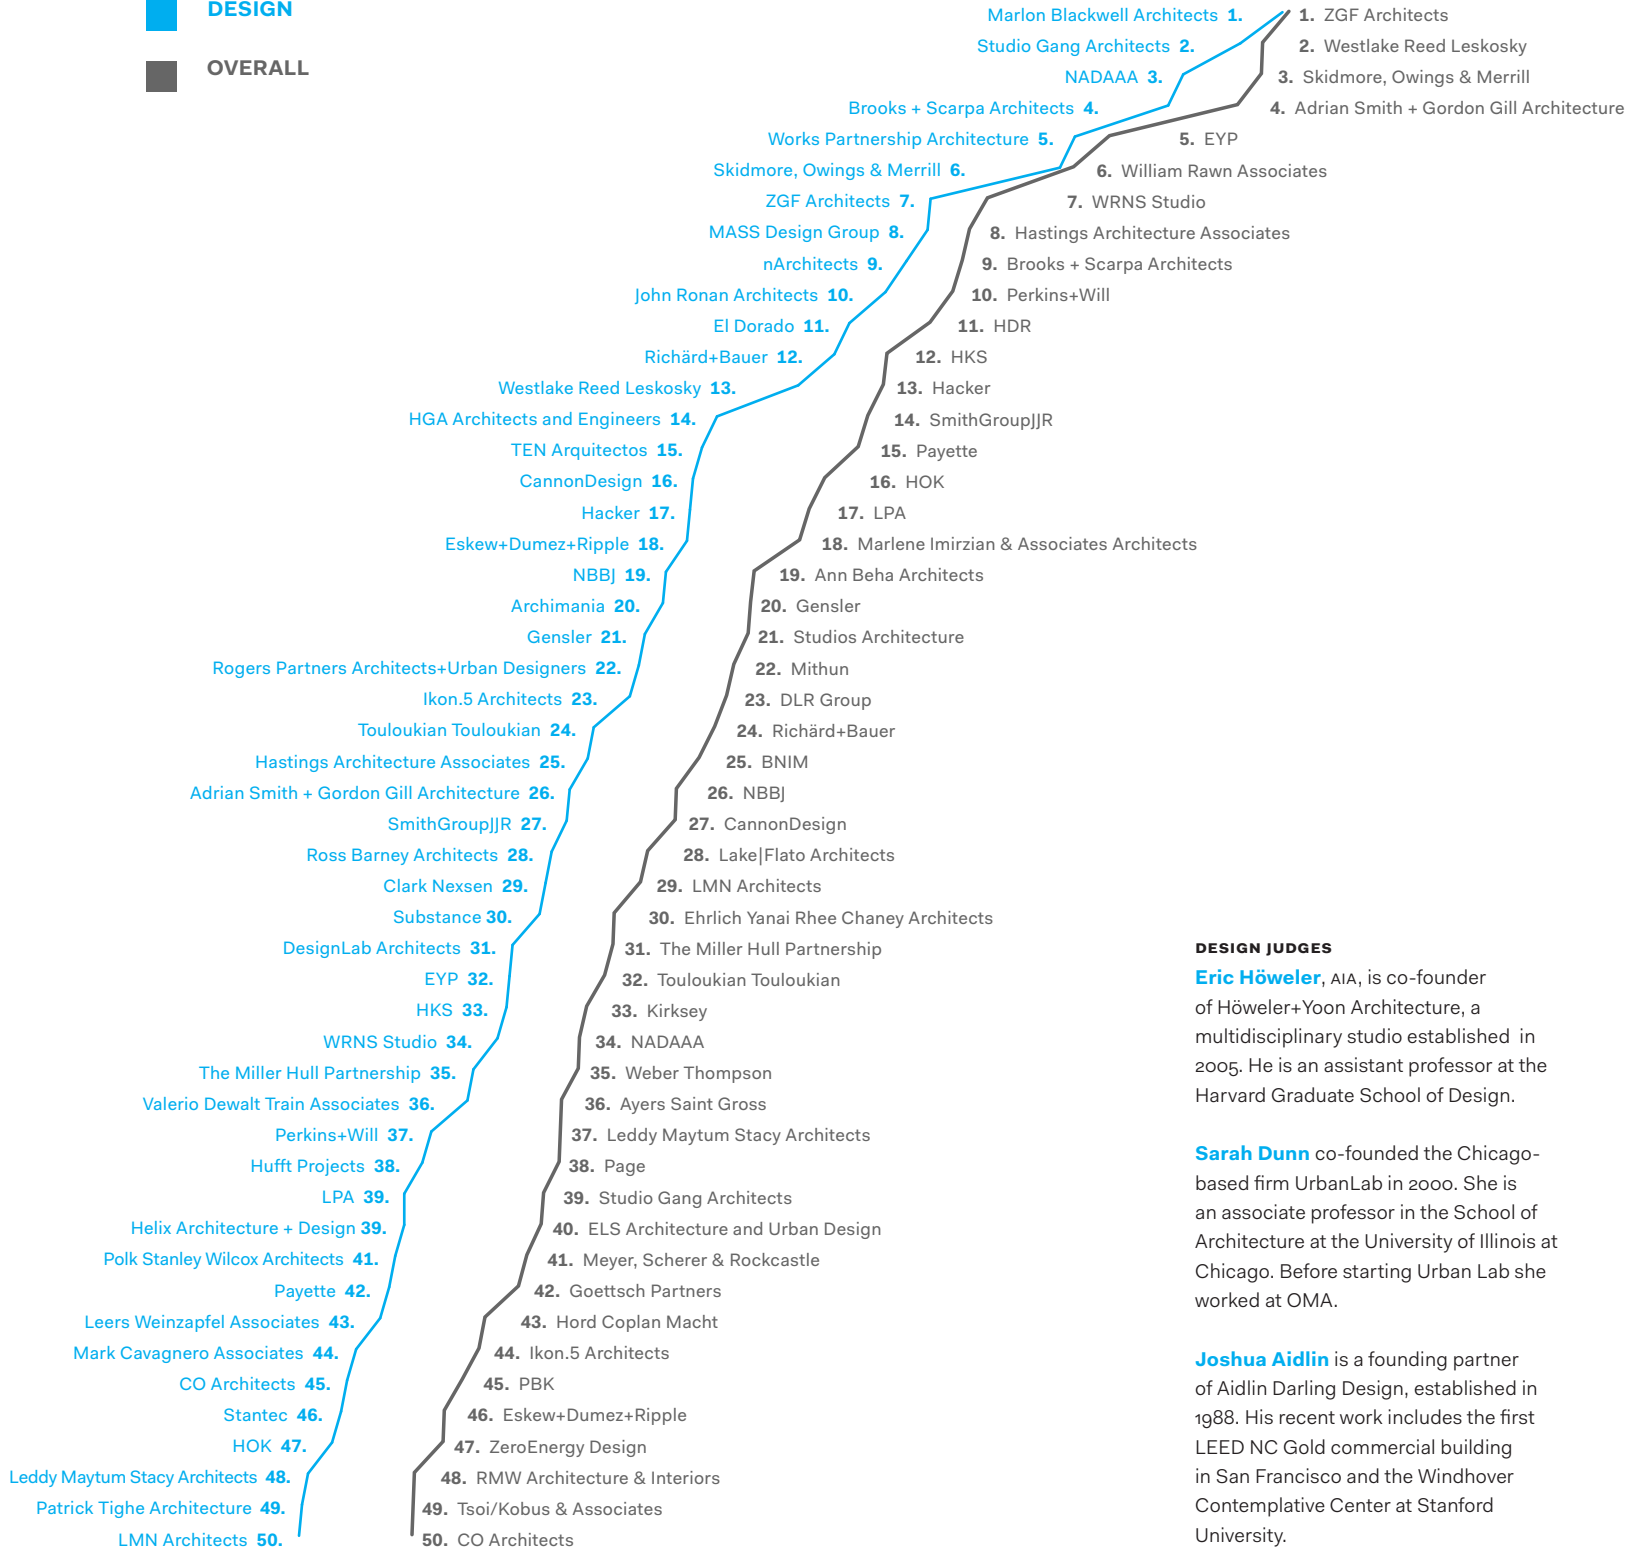 DESIGN
OVERALL
Marlon Blackwell Architects 1.
Studio Gang Architects 2.
NADAAA 3.
Brooks + Scarpa Architects 4.
Works Partnership Architecture 5.
Skidmore, Owings & Merrill 6.
ZGF Architects 7.
MASS Design Group 8.
nArchitects 9.
John Ronan Architects 10.
El Dorado 11.
Richärd+Bauer 12.
Westlake Reed Leskosky 13.
HGA Architects and Engineers 14.
TEN Arquitectos 15.
CannonDesign 16.
Hacker 17.
Eskew+Dumez+Ripple 18.
NBBJ 19.
Archimania 20.
Gensler 21.
Rogers Partners Architects+Urban Designers 22.
Ikon.5 Architects 23.
Touloukian Touloukian 24.
Hastings Architecture Associates 25.
Adrian Smith + Gordon Gill Architecture 26.
SmithGroupJJR 27.
Ross Barney Architects 28.
Clark Nexsen 29.
Substance 30.
DesignLab Architects 31.
EYP 32.
HKS 33.
WRNS Studio 34.
The Miller Hull Partnership 35.
Valerio Dewalt Train Associates 36.
Perkins+Will 37.
Hufft Projects 38.
LPA 39.
Helix Architecture + Design 39.
Polk Stanley Wilcox Architects 41.
Payette 42.
Leers Weinzapfel Associates 43.
Mark Cavagnero Associates 44.
CO Architects 45.
Stantec 46.
HOK 47.
Leddy Maytum Stacy Architects 48.
Patrick Tighe Architecture 49.
LMN Architects 50.
1. ZGF Architects
2. Westlake Reed Leskosky
3. Skidmore, Owings & Merrill
4. Adrian Smith + Gordon Gill Architecture
5. EYP
6. William Rawn Associates
7. WRNS Studio
8. Hastings Architecture Associates
9. Brooks + Scarpa Architects
10. Perkins+Will
11. HDR
12. HKS
13. Hacker
14. SmithGroupJJR
15. Payette
16. HOK
17. LPA
18. Marlene Imirzian & Associates Architects
19. Ann Beha Architects
20. Gensler
21. Studios Architecture
22. Mithun
23. DLR Group
24. Richärd+Bauer
25. BNIM
26. NBBJ
27. CannonDesign
28. Lake|Flato Architects
29. LMN Architects
30. Ehrlich Yanai Rhee Chaney Architects
31. The Miller Hull Partnership
32. Touloukian Touloukian
33. Kirksey
34. NADAAA
35. Weber Thompson
36. Ayers Saint Gross
37. Leddy Maytum Stacy Architects
38. Page
39. Studio Gang Architects
40. ELS Architecture and Urban Design
41. Meyer, Scherer & Rockcastle
42. Goettsch Partners
43. Hord Coplan Macht
44. Ikon.5 Architects
45. PBK
46. Eskew+Dumez+Ripple
47. ZeroEnergy Design
48. RMW Architecture & Interiors
49. Tsoi/Kobus & Associates
50. CO Architects
DESIGN JUDGES
Eric Höweler, AIA, is co-founder
of Höweler+Yoon Architecture, a
multidisciplinary studio established in
2005. He is an assistant professor at the
Harvard Graduate School of Design.
Sarah Dunn co-founded the Chicago-
based firm UrbanLab in 2000. She is
an associate professor in the School of
Architecture at the University of Illinois at
Chicago. Before starting Urban Lab she
worked at OMA.
Joshua Aidlin is a founding partner
of Aidlin Darling Design, established in
1988. His recent work includes the first
LEED NC Gold commercial building
in San Francisco and the Windhover
Contemplative Center at Stanford
University.